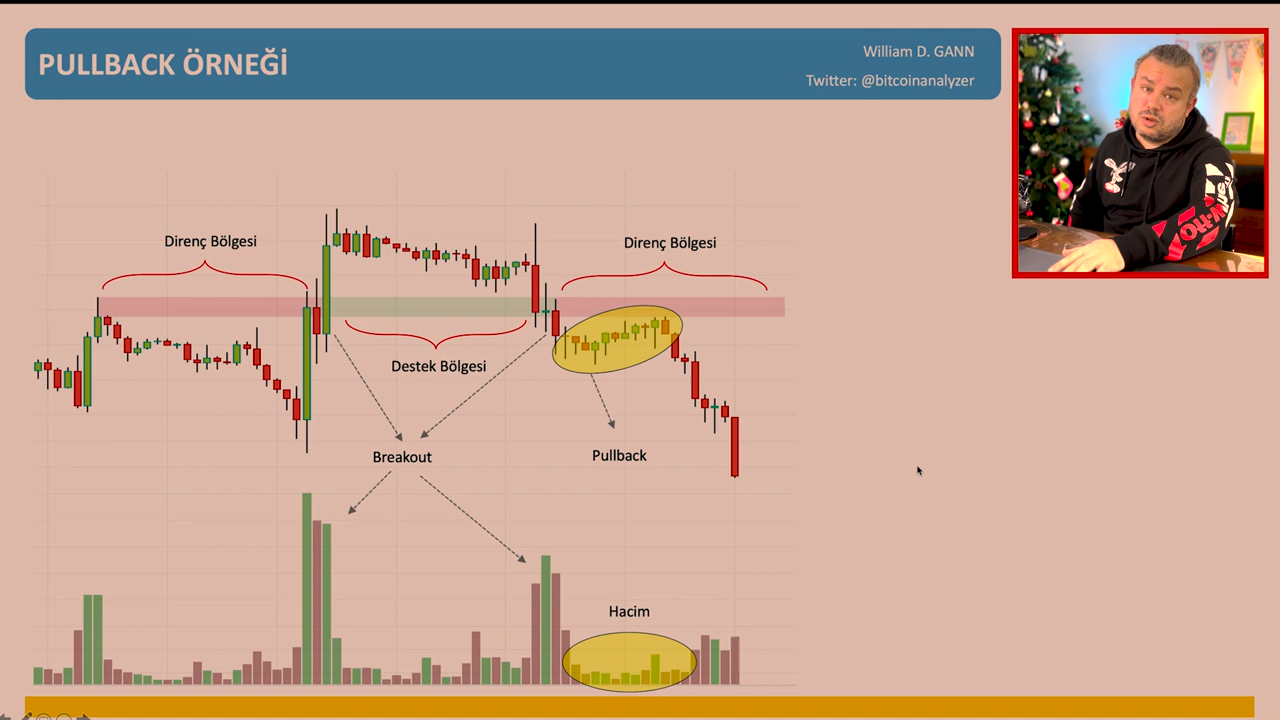 PULLBACK ÖRNEĞİ
William D. GANN
Twitter: @bitcoinanalyzer
Direnç Bölgesi
Direnç Bölgesi
Destek Bölgesi
Breakout
Pullback
Hacim